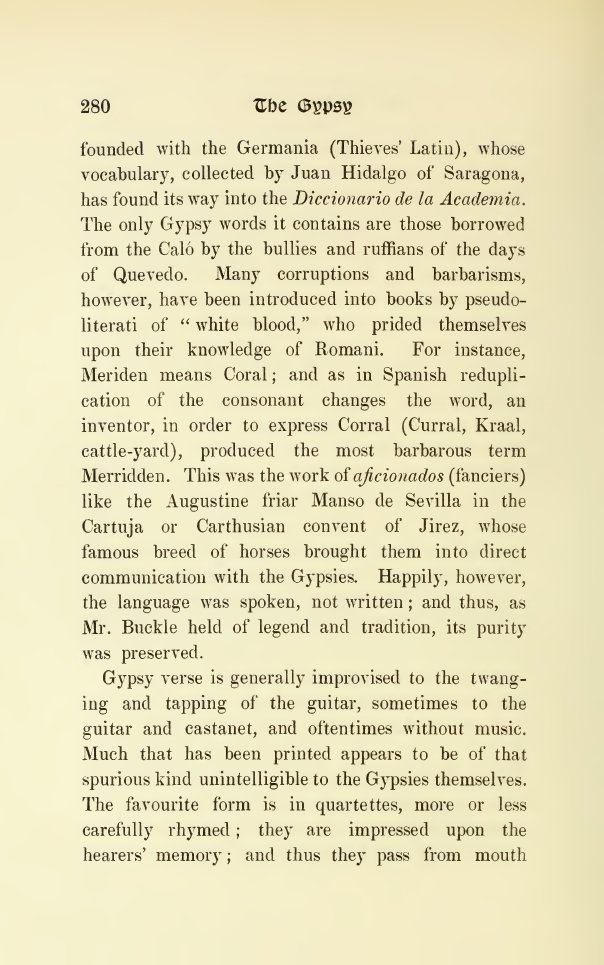 280 The Gypsy
founded with the Germania (Thieves' Latin), whose
vocabulary, collected by Juan Hidalgo of Saragona,
has found its way into the Diccionario de la Academia.
The only Gypsy words it contains are those borrowed
from the Caló by the bullies and ruffians of the days
of Quevedo. Many corruptions and barbarisms,
however, have been introduced into books by pseudo-
literati of "white blood," who prided themselves
upon their knowledge of Romani. For instance,
Meriden means Coral; and as in Spanish redupli-
cation of the consonant changes the word, an
inventor, in order to express Corral (Curral, Kraal,
cattle-yard), produced the most barbarous term
Merridden. This was the work of aficionados (fanciers)
like the Augustine friar Manso de Sevilla in the
Cartuja or Carthusian convent of Jirez, whose
famous breed of horses brought them into direct
communication with the Gypsies. Happily, however,
the language was spoken, not written; and thus, as
Mr. Buckle held of legend and tradition, its purity
was preserved.
Gypsy verse is generally improvised to the twang-
ing and tapping of the guitar, sometimes to the
guitar and castanet, and oftentimes without music.
Much that has been printed appears to be of that
spurious kind unintelligible to the Gypsies themselves.
The favourite form is in quartettes, more or less
carefully rhymed; they are impressed upon the
hearers' memory; and thus they pass from mouth